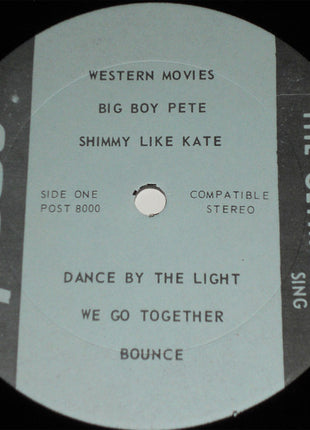 WESTERN MOVIES
BIG BOY PETE
SHIMMY LIKE KATE
SIDE ONE
POST 8000
COMPATIBLE
STEREO
DANCE BY THE LIGHT
WE GO TOGETHER
BOUNCE
THE
SING